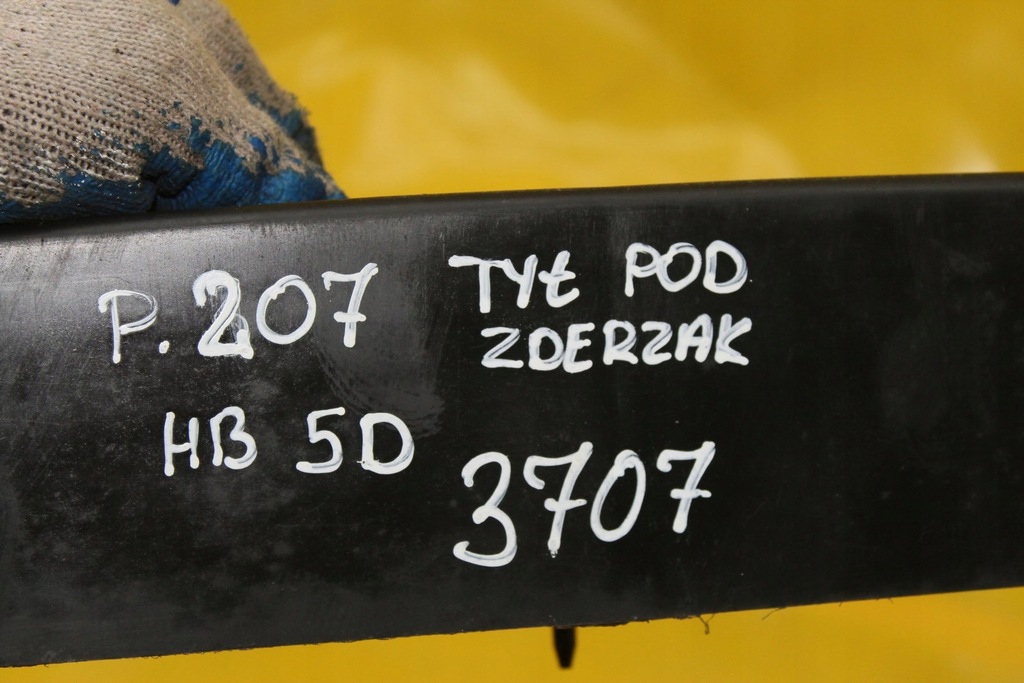 P. 207
HB 5D
TYŁ POD
ZDERZAK
3707